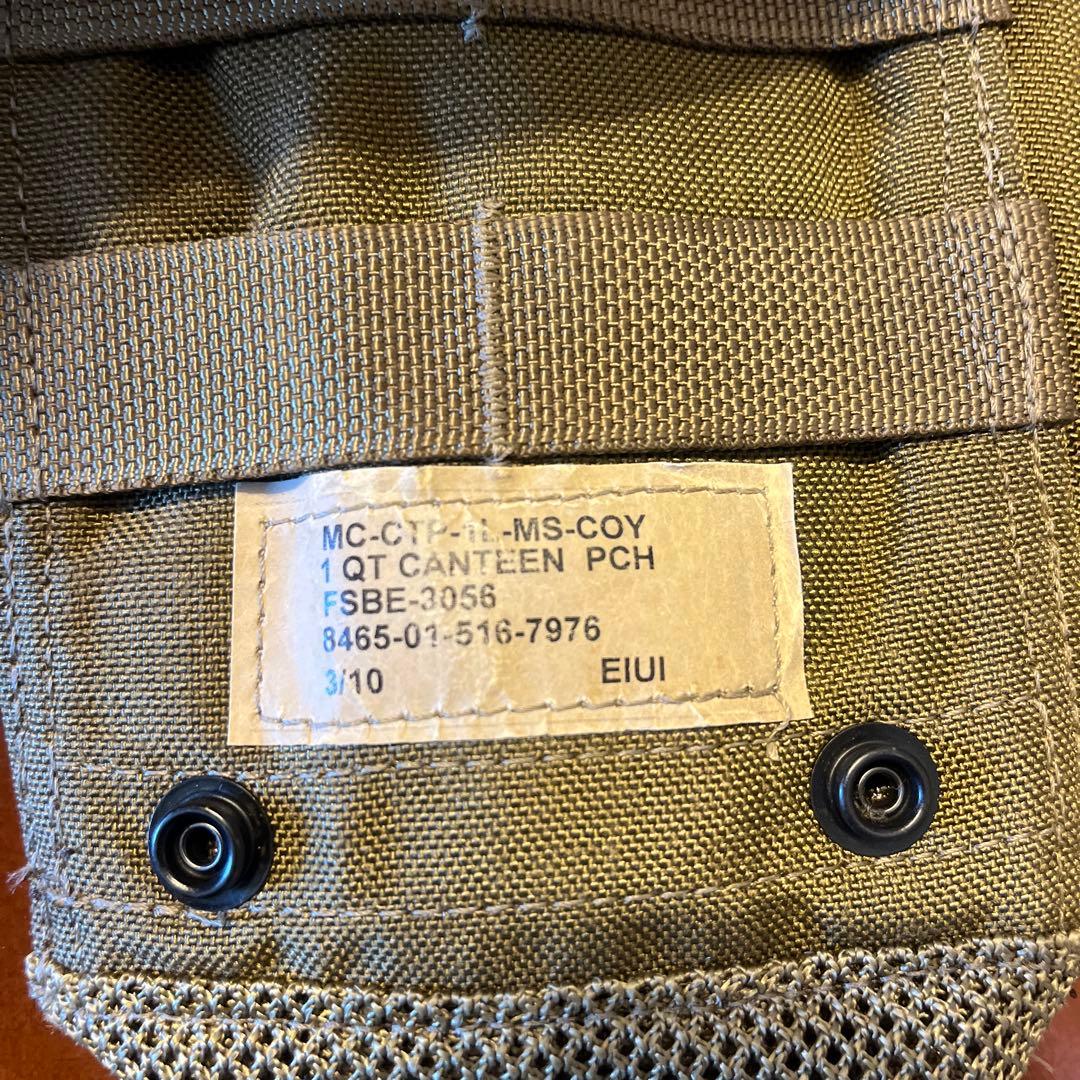 MC-CTP-1L-MS-COY
1 QT CANTEEN PCH
FSBE-3056
8465-01-516-7976
3/10 EIUI